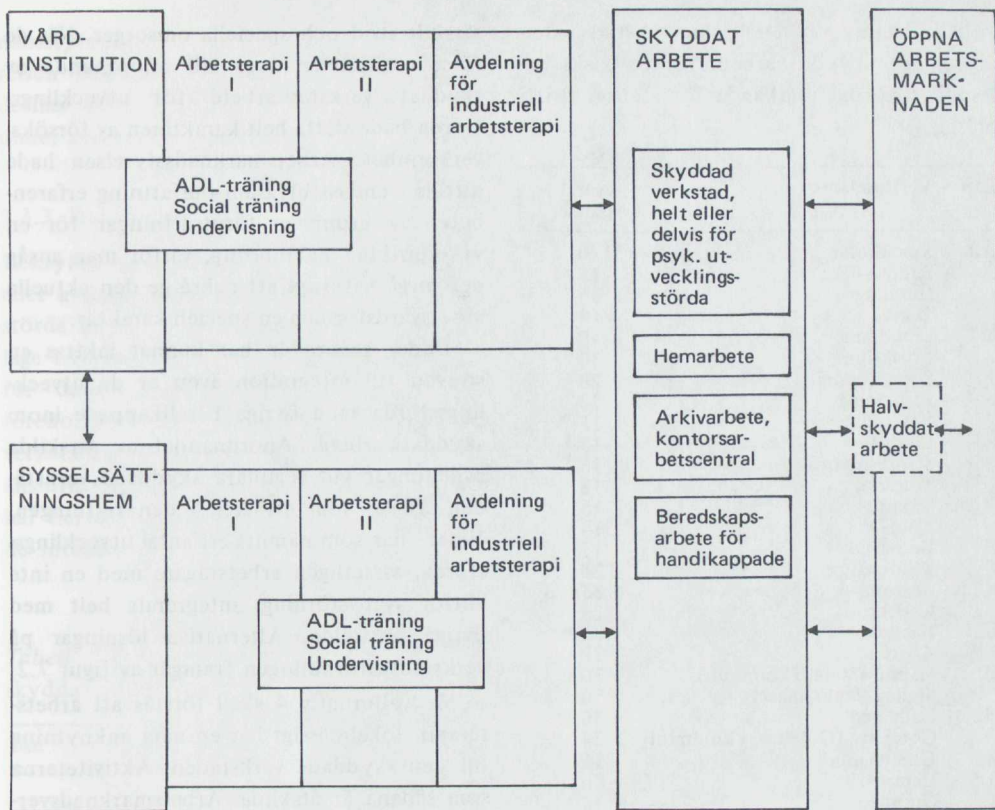 VÅRD-
INSTITUTION
Arbetsterapi
I
Arbetsterapi
II
Avdelning
för
industriell
arbetsterapi
ADL-träning
Social träning
Undervisning
SYSSELSÄTT-
NINGSHEM
Arbetsterapi
I
Arbetsterapi
II
Avdelning
för
industriell
arbetsterapi
ADL-träning
Social träning
Undervisning
SKYDDAT
ARBETE
Skyddad
verkstad,
helt eller
delvis för
psyk. ut-
vecklings-
störda
Hemarbete
Arkivarbete,
kontorsar-
betscentral
Beredskaps-
arbete för
handikappade
ÖPPNA
ARBETS-
MARK-
NADEN
Halv-
skyddat
arbete